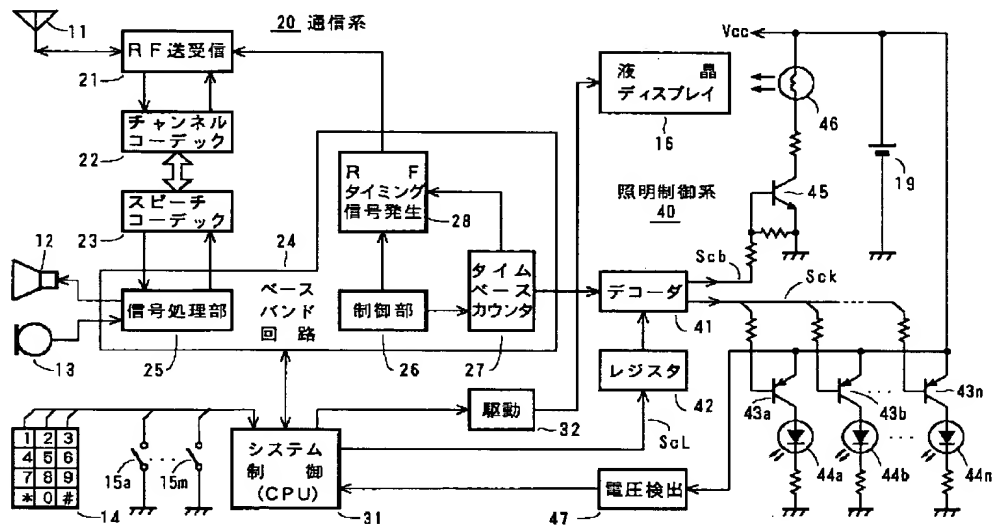 11
20 通信系
RF送受信
21
チャンネル
コーデック
22
スピーチ
コーデック
23
12
13
24
信号処理部
25
ベース
バンド
回路
RF
タイミング
信号発生
28
制御部
26
タイム
ベース
カウンタ
27
液晶
ディスプレイ
16
照明制御系
40
Vcc
46
45
19
Scb
Sck
デコーダ
41
レジスタ
42
ScL
43a
43b
43n
44a
44b
44n
1 2 3
4 5 6
7 8 9
* 0 #
14
15a
15m
システム
制御
(CPU)
31
駆動
32
電圧検出
47